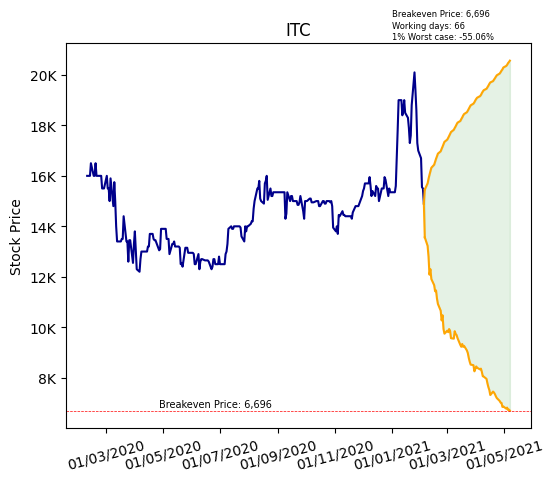 Breakeven Price: 6,696
Working days: 66
1% Worst case: -55.06%
ITC
Stock Price
20K
18K
16K
14K
12K
10K
8K
Breakeven Price: 6,696
01/03/2020
01/05/2020
01/07/2020
01/09/2020
01/11/2020
01/01/2021
01/03/2021
01/05/2021